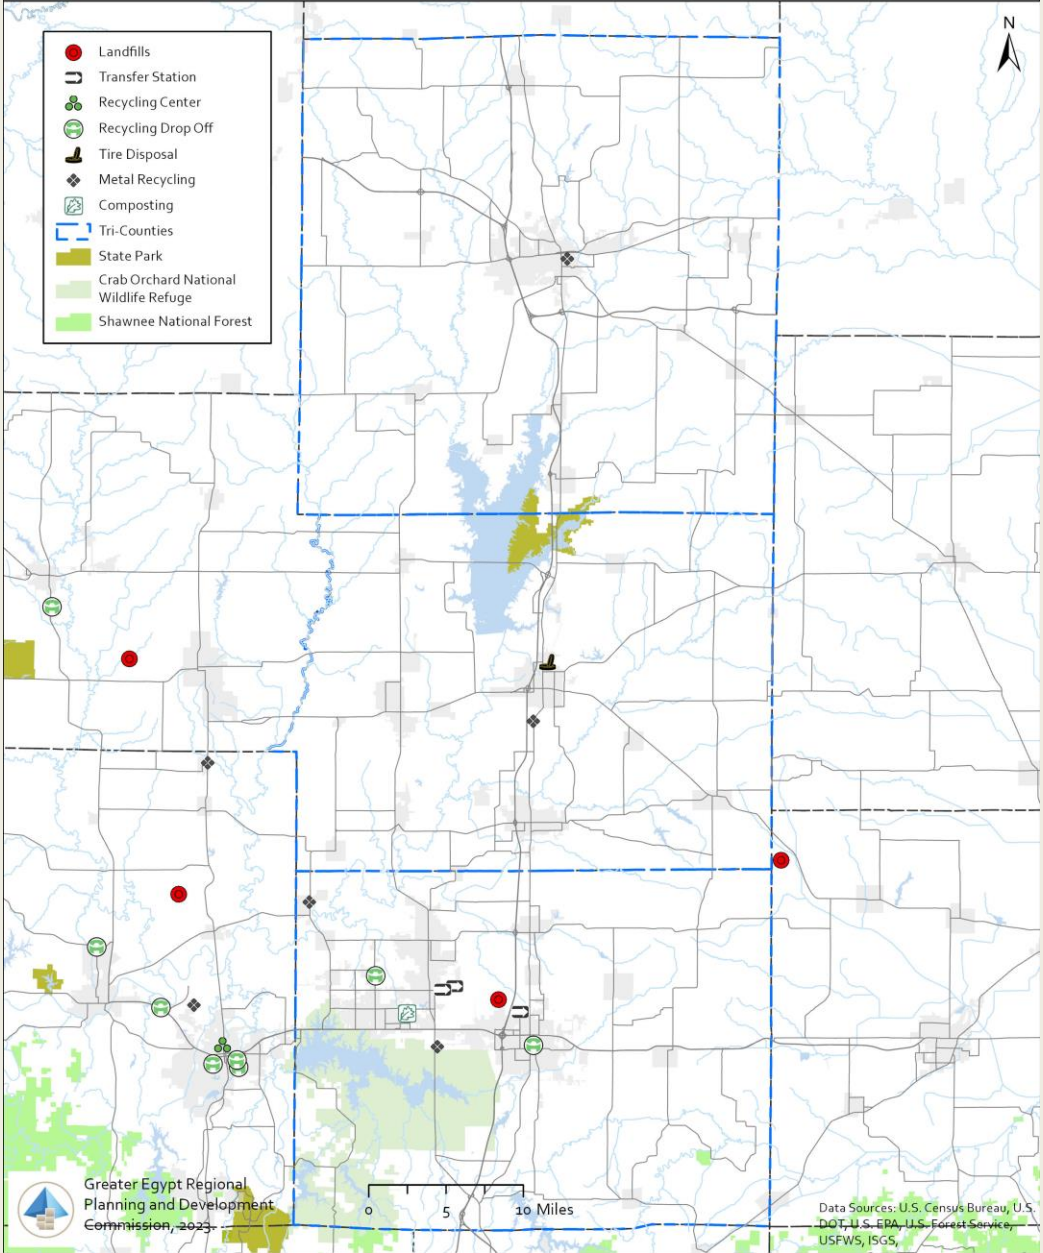 N
Landfills
Transfer Station
Recycling Center
Recycling Drop Off
Tire Disposal
Metal Recycling
Composting
Tri-Counties
State Park
Crab Orchard National
Wildlife Refuge
Shawnee National Forest
Greater Egypt Regional
Planning and Development
Commission, 2023.
0 5 10 Miles
Data Sources: U.S. Census Bureau, U.S.
DOT, U.S. EPA, U.S. Forest Service,
USFWS, ISGS,